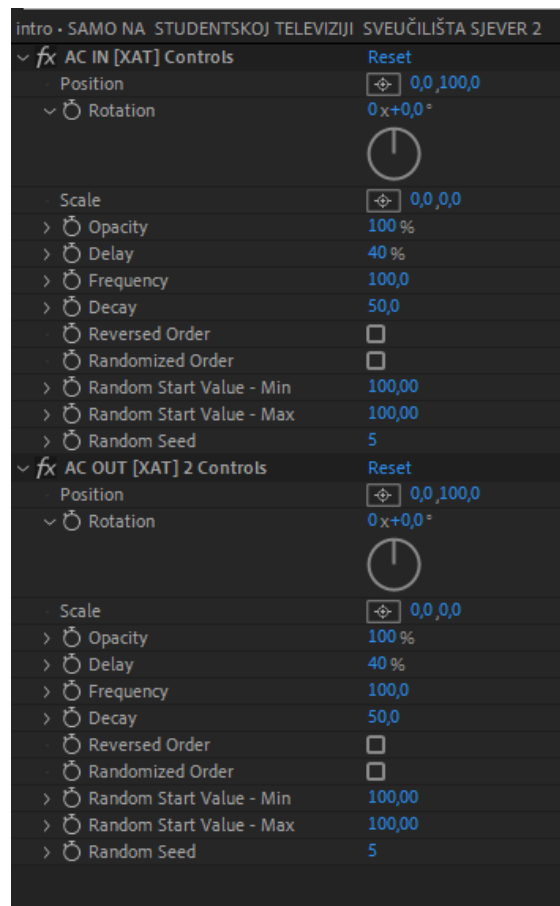 intro • SAMO NA  STUDENTSKOJ TELEVIZIJI  SVEUČILIŠTA SJEVER 2
fx AC IN [XAT] Controls Reset
Position 0,0 ,100,0
Rotation 0 x+0,0 °
Scale 0,0 ,0,0
Opacity 100 %
Delay 40 %
Frequency 100,0
Decay 50,0
Reversed Order
Randomized Order
Random Start Value - Min 100,00
Random Start Value - Max 100,00
Random Seed 5
fx AC OUT [XAT] 2 Controls Reset
Position 0,0 ,100,0
Rotation 0 x+0,0 °
Scale 0,0 ,0,0
Opacity 100 %
Delay 40 %
Frequency 100,0
Decay 50,0
Reversed Order
Randomized Order
Random Start Value - Min 100,00
Random Start Value - Max 100,00
Random Seed 5